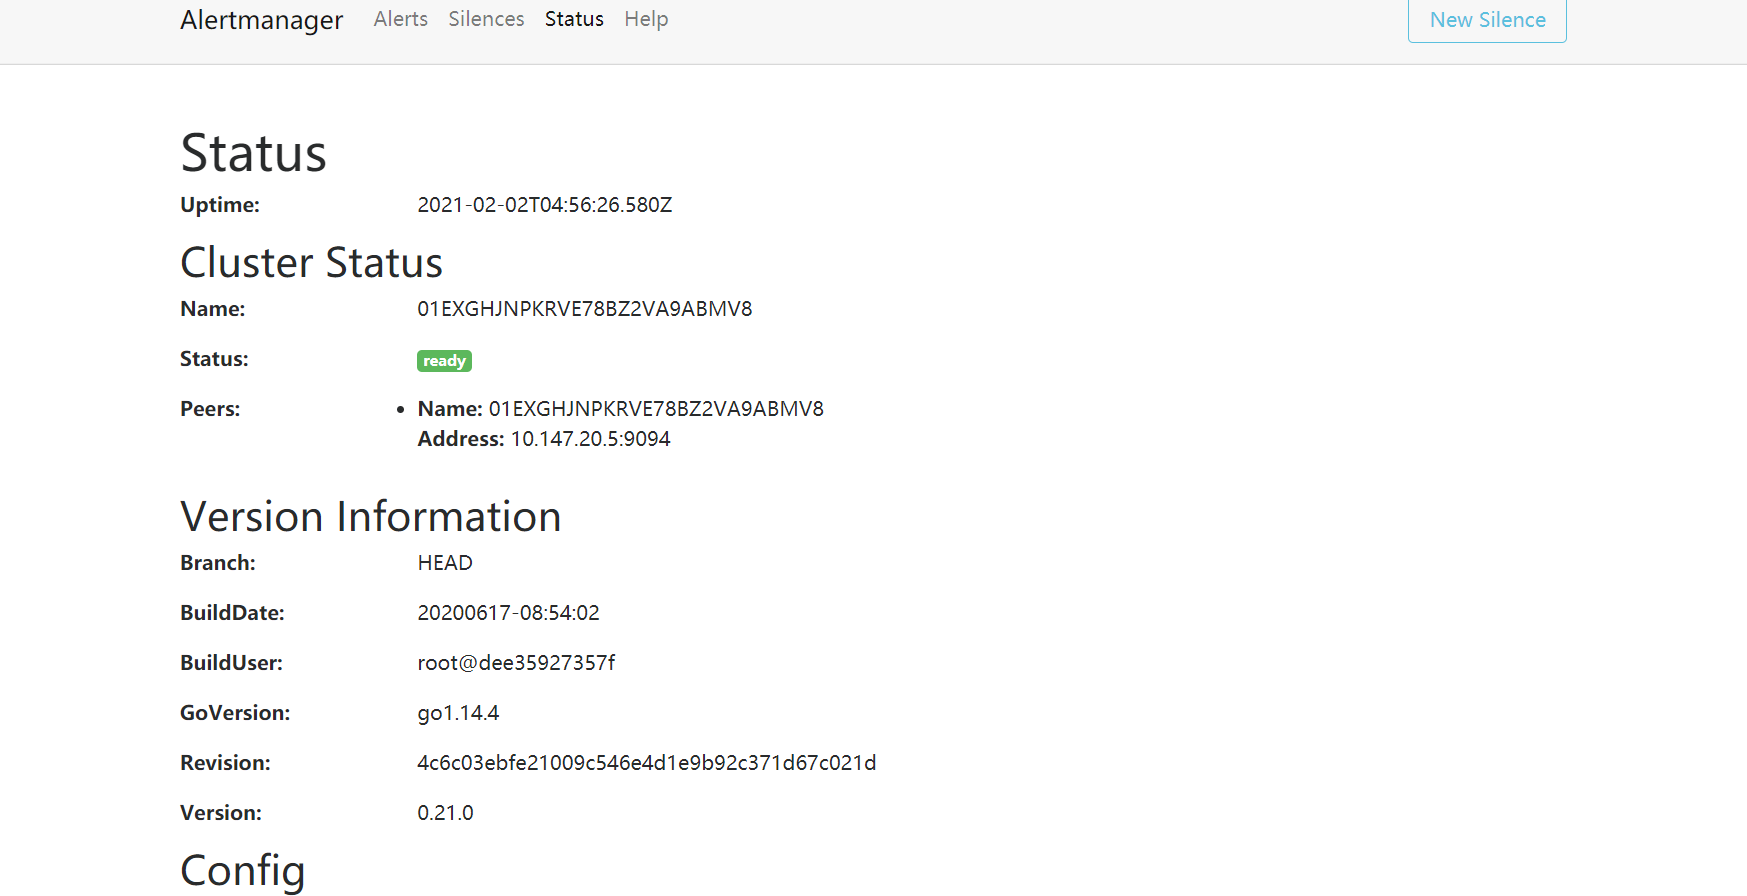 Alertmanager Alerts Silences Status Help New Silence
Status
Uptime: 2021-02-02T04:56:26.580Z
Cluster Status
Name: 01EXGHJNPKRVE78BZ2VA9ABMV8
Status: ready
Peers: • Name: 01EXGHJNPKRVE78BZ2VA9ABMV8
Address: 10.147.20.5:9094
Version Information
Branch: HEAD
BuildDate: 20200617-08:54:02
BuildUser: root@dee35927357f
GoVersion: go1.14.4
Revision: 4c6c03ebfe21009c546e4d1e9b92c371d67c021d
Version: 0.21.0
Config